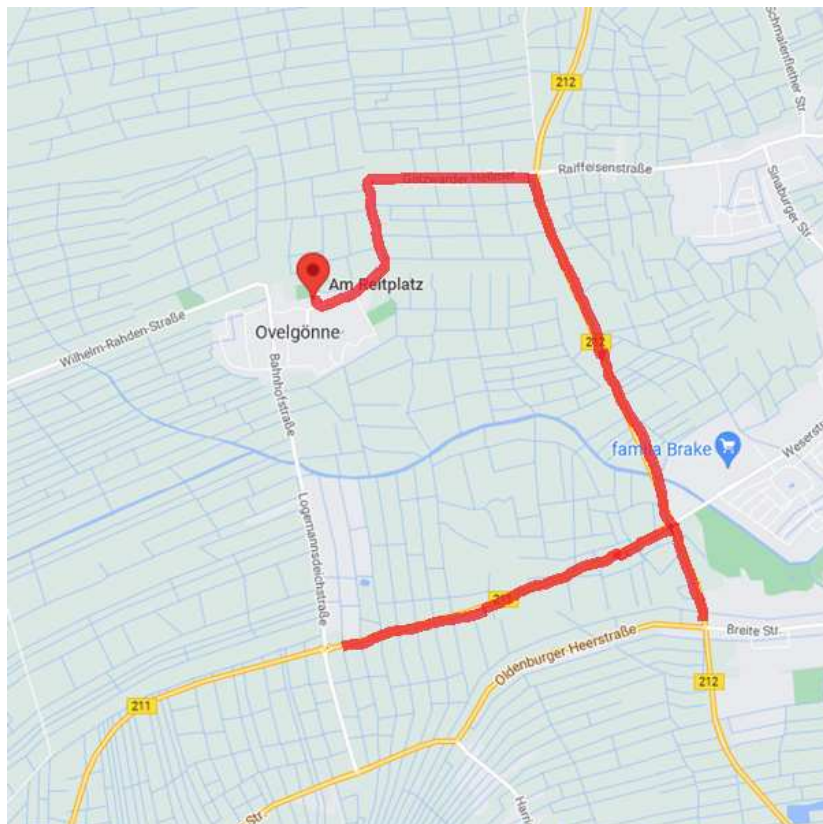 Schmalenflether Str.
212
Raiffeisenstraße
Sinaburger Str.
Am Reitplatz
Ovelgönne
Wilhelm-Rahden-Straße
212
Bahnhofstraße
famila Brake
Logemannsdeichstraße
Breite Str.
Oldenburger Heerstraße
212
211
Str.